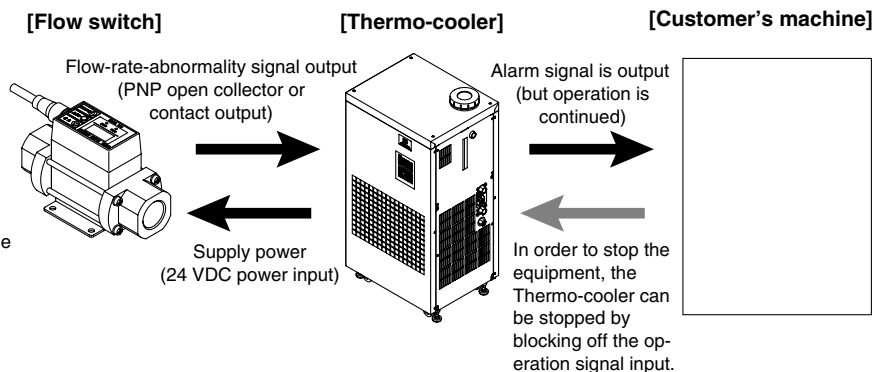 [Flow switch]
[Thermo-cooler]
[Customer's machine]
Flow-rate-abnormality signal output
(PNP open collector or
contact output)
Alarm signal is output
(but operation is
continued)
e
Supply power
(24 VDC power input)
In order to stop the
equipment, the
Thermo-cooler can
be stopped by
blocking off the op-
eration signal input.